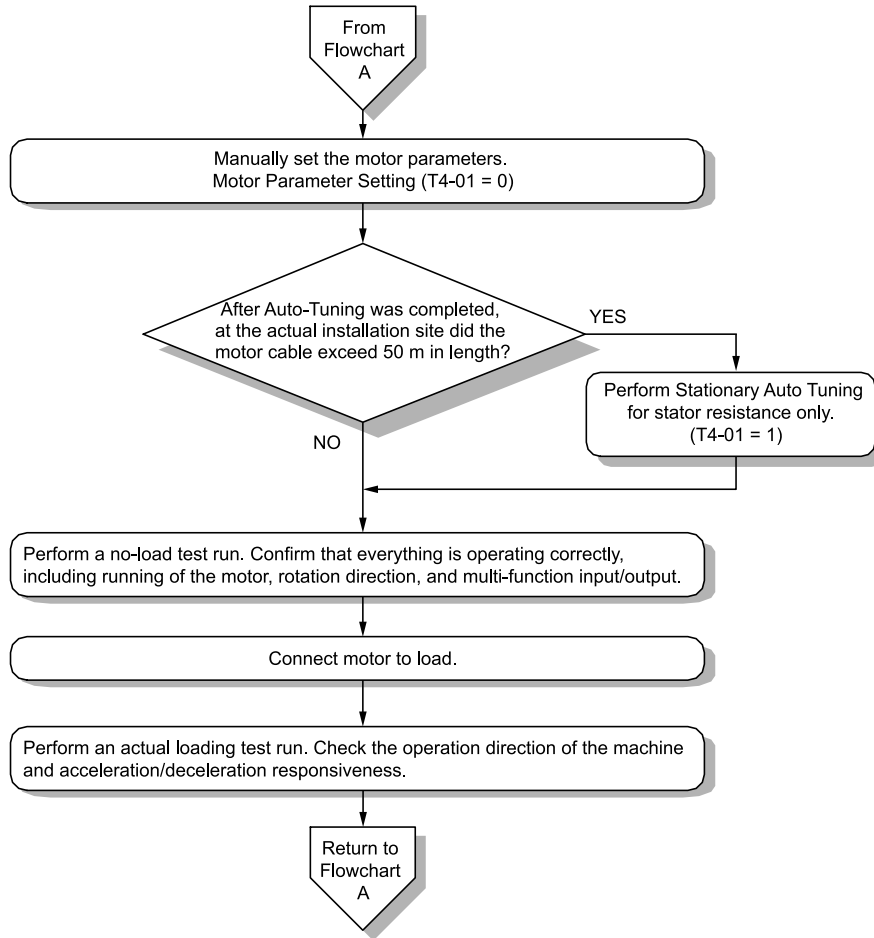 From
Flowchart
A
Manually set the motor parameters.
Motor Parameter Setting (T4-01 = 0)
After Auto-Tuning was completed,
at the actual installation site did the
motor cable exceed 50 m in length?
YES
Perform Stationary Auto Tuning
for stator resistance only.
(T4-01 = 1)
NO
Perform a no-load test run. Confirm that everything is operating correctly,
including running of the motor, rotation direction, and multi-function input/output.
Connect motor to load.
Perform an actual loading test run. Check the operation direction of the machine
and acceleration/deceleration responsiveness.
Return to
Flowchart
A